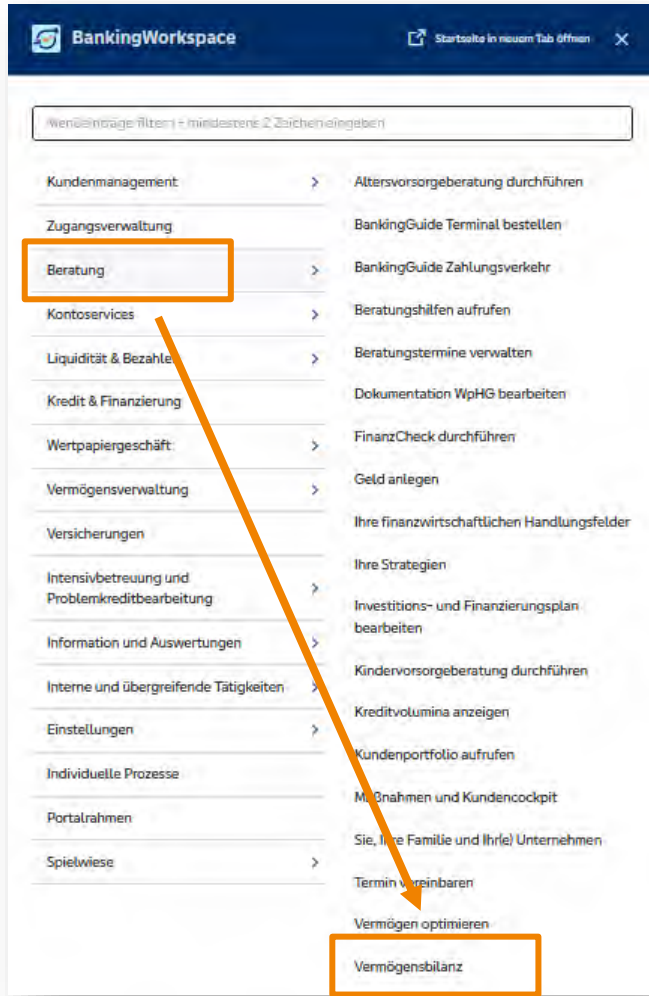 BankingWorkspace
Startseite in neuem Tab öffnen
Menüeinträge filtern - mindestens 2 Zeichen eingeben
Kundenmanagement
Zugangsverwaltung
Beratung
Kontoservices
Liquidität & Bezahlen
Kredit & Finanzierung
Wertpapiergeschäft
Vermögensverwaltung
Versicherungen
Intensivbetreuung und
Problemkreditbearbeitung
Information und Auswertungen
Interne und übergreifende Tätigkeiten
Einstellungen
Individuelle Prozesse
Portalrahmen
Spielwiese
Altersvorsorgeberatung durchführen
BankingGuide Terminal bestellen
BankingGuide Zahlungsverkehr
Beratungshilfen aufrufen
Beratungstermine verwalten
Dokumentation WpHG bearbeiten
FinanzCheck durchführen
Geld anlegen
Ihre finanzwirtschaftlichen Handlungsfelder
Ihre Strategien
Investitions- und Finanzierungsplan
bearbeiten
Kindervorsorgeberatung durchführen
Kreditvolumina anzeigen
Kundenportfolio aufrufen
Maßnahmen und Kundencockpit
Sie, Ihre Familie und Ihr(e) Unternehmen
Termin vereinbaren
Vermögen optimieren
Vermögensbilanz